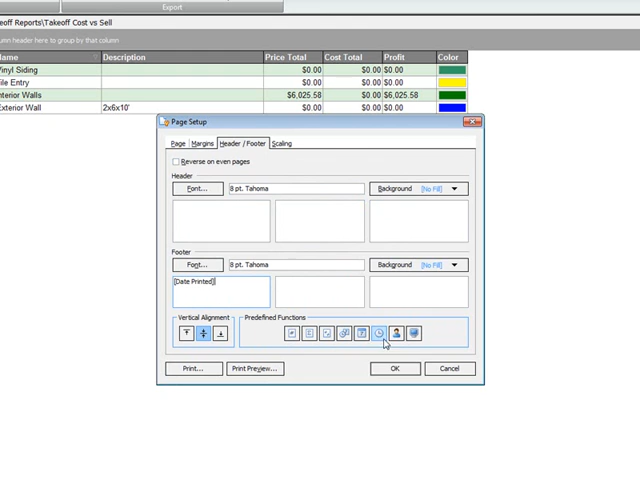 Export
eoff Reports\Takeoff Cost vs Sell
umn header here to group by that column
Name Description Price Total Cost Total Profit Color
Vinyl Siding $0.00 $0.00 $0.00
ile Entry $0.00 $0.00 $0.00
nterior Walls $6,025.58 $0.00 $6,025.58
Exterior Wall 2x6x10' $0.00 $0.00 $0.00
Page Setup
Page Margins Header / Footer Scaling
Reverse on even pages
Header
Font... 8 pt. Tahoma Background [No Fill]
Footer
Font... 8 pt. Tahoma Background [No Fill]
[Date Printed]
Vertical Alignment Predefined Functions
Print... Print Preview... OK Cancel